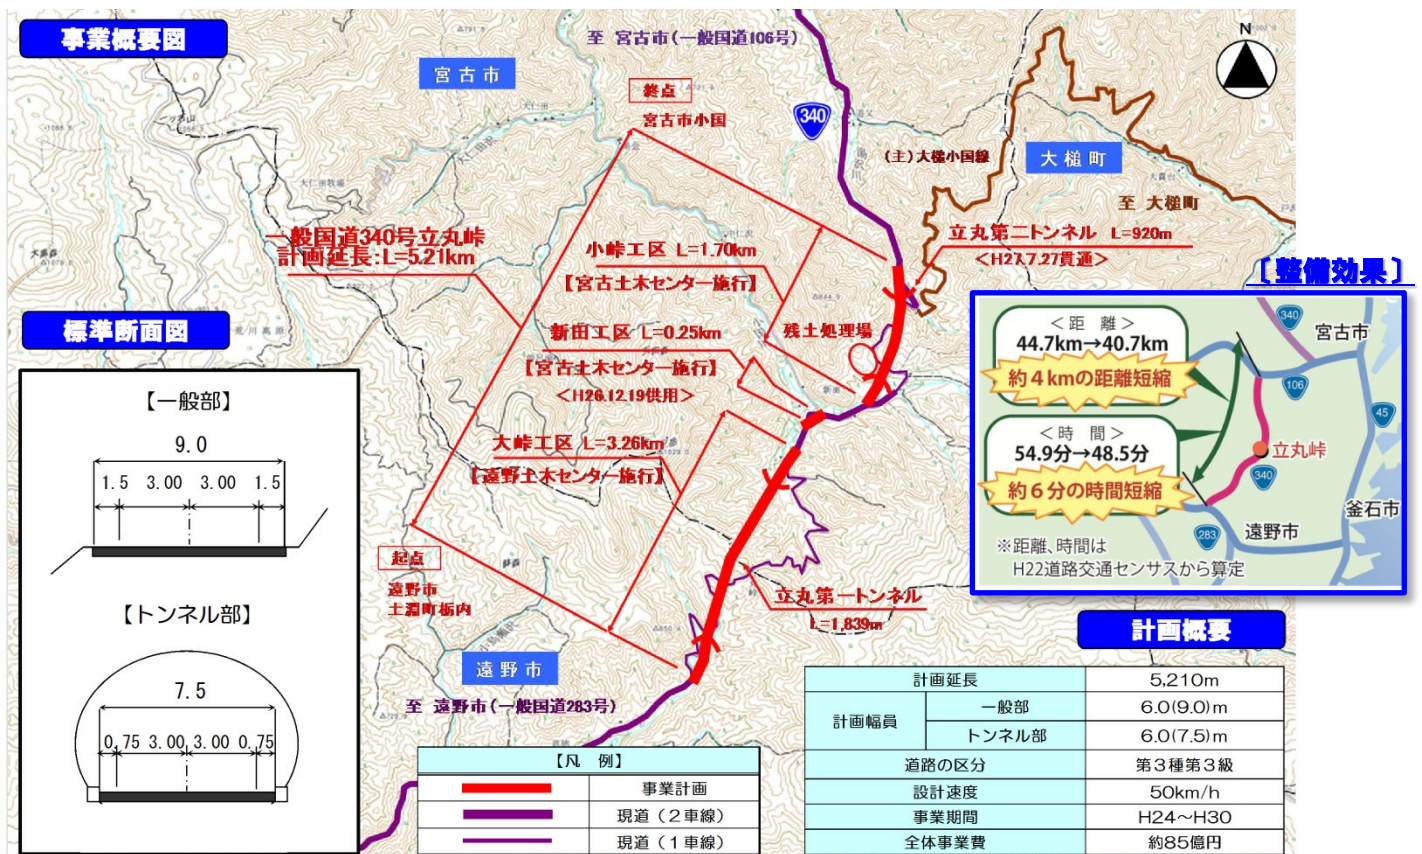 事業概要図
宮古市
至 宮古市(一般国道106号)
N
終点
宮古市小国
340
(主)大槌小国線
大槌町
至 大槌町
一般国道340号立丸峠
計画延長:L=5.21km
小峠工区 L=1.70km
【宮古土木センター施行】
立丸第二トンネル L=920m
<H27.7.27貫通>
新田工区 L=0.25km
【宮古土木センター施行】
<H26.12.19供用>
残土処理場
大峠工区 L=3.26km
【遠野土木センター施行】
起点
遠野市
土淵町栃内
立丸第一トンネル
L=1,839m
遠野市
至 遠野市(一般国道283号)
標準断面図
【一般部】
9.0
1.5 3.00 3.00 1.5
【トンネル部】
7.5
0.75 3.00 3.00 0.75
〔整備効果〕
<距 離>
44.7km→40.7km
約4kmの距離短縮
<時 間>
54.9分→48.5分
約6分の時間短縮
340
宮古市
106
45
立丸峠
340
釜石市
283
遠野市
※距離、時間は
H22道路交通センサスから算定
【凡 例】
事業計画
現道(2車線)
現道(1車線)
計画概要
計画延長 5,210m
計画幅員 一般部 6.0(9.0)m
トンネル部 6.0(7.5)m
道路の区分 第3種第3級
設計速度 50km/h
事業期間 H24~H30
全体事業費 約85億円